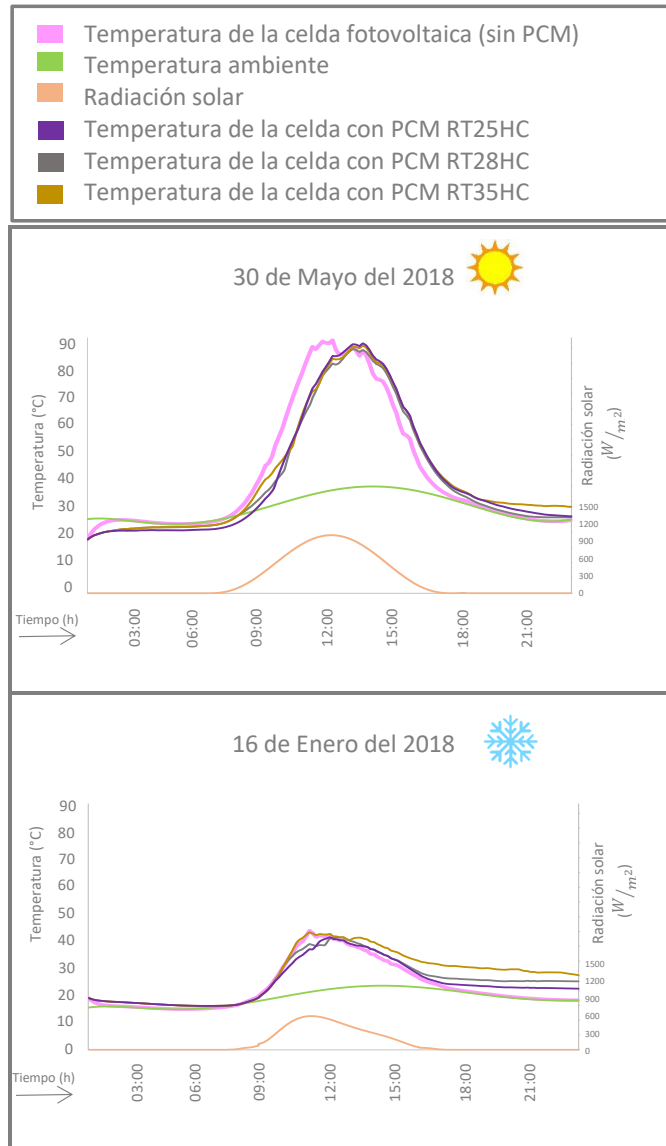 Temperatura de la celda fotovoltaica (sin PCM)
Temperatura ambiente
Radiación solar
Temperatura de la celda con PCM RT25HC
Temperatura de la celda con PCM RT28HC
Temperatura de la celda con PCM RT35HC
30 de Mayo del 2018
Temperatura (°C)
90
80
70
60
50
40
30
20
10
0
Radiación solar
(W/m²)
1500
1200
900
600
300
0
Tiempo (h)
03:00
06:00
09:00
12:00
15:00
18:00
21:00
16 de Enero del 2018
Temperatura (°C)
90
80
70
60
50
40
30
20
10
0
Radiación solar
(W/m²)
1500
1200
900
600
300
0
Tiempo (h)
03:00
06:00
09:00
12:00
15:00
18:00
21:00